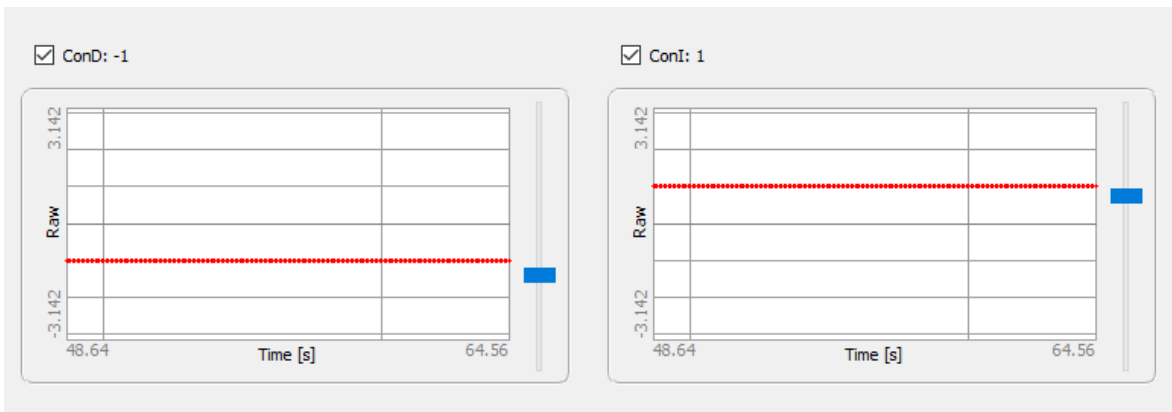 ConD: -1
3.142
Raw
-3.142
48.64
Time [s]
64.56
ConI: 1
3.142
Raw
-3.142
48.64
Time [s]
64.56